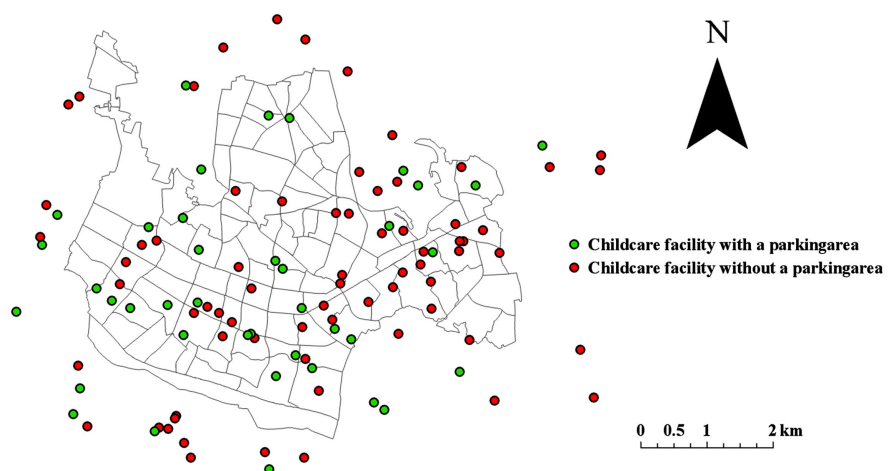 N
Childcare facility with a parkingarea
Childcare facility without a parkingarea
0 0.5 1 2 km